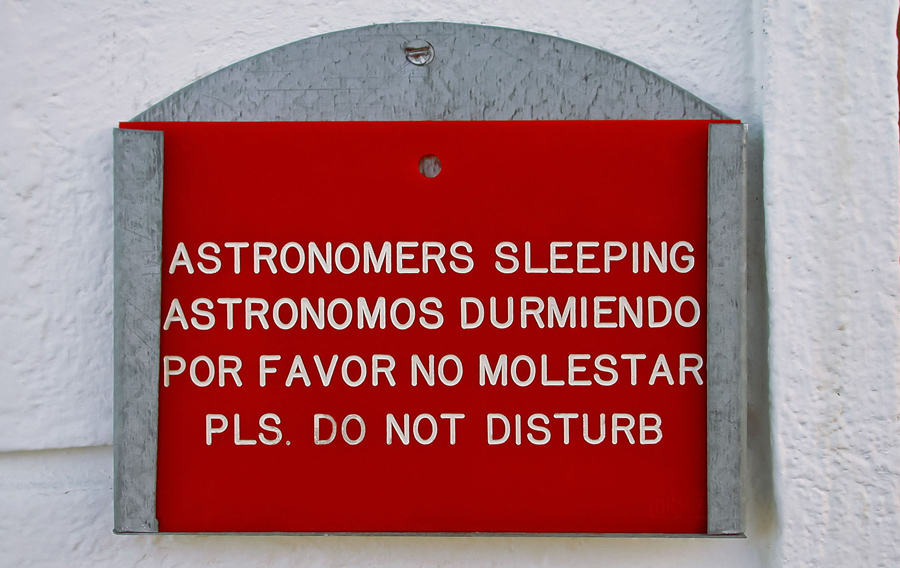 ASTRONOMERS SLEEPING
ASTRONOMOS DURMIENDO
POR FAVOR NO MOLESTAR
PLS. DO NOT DISTURB